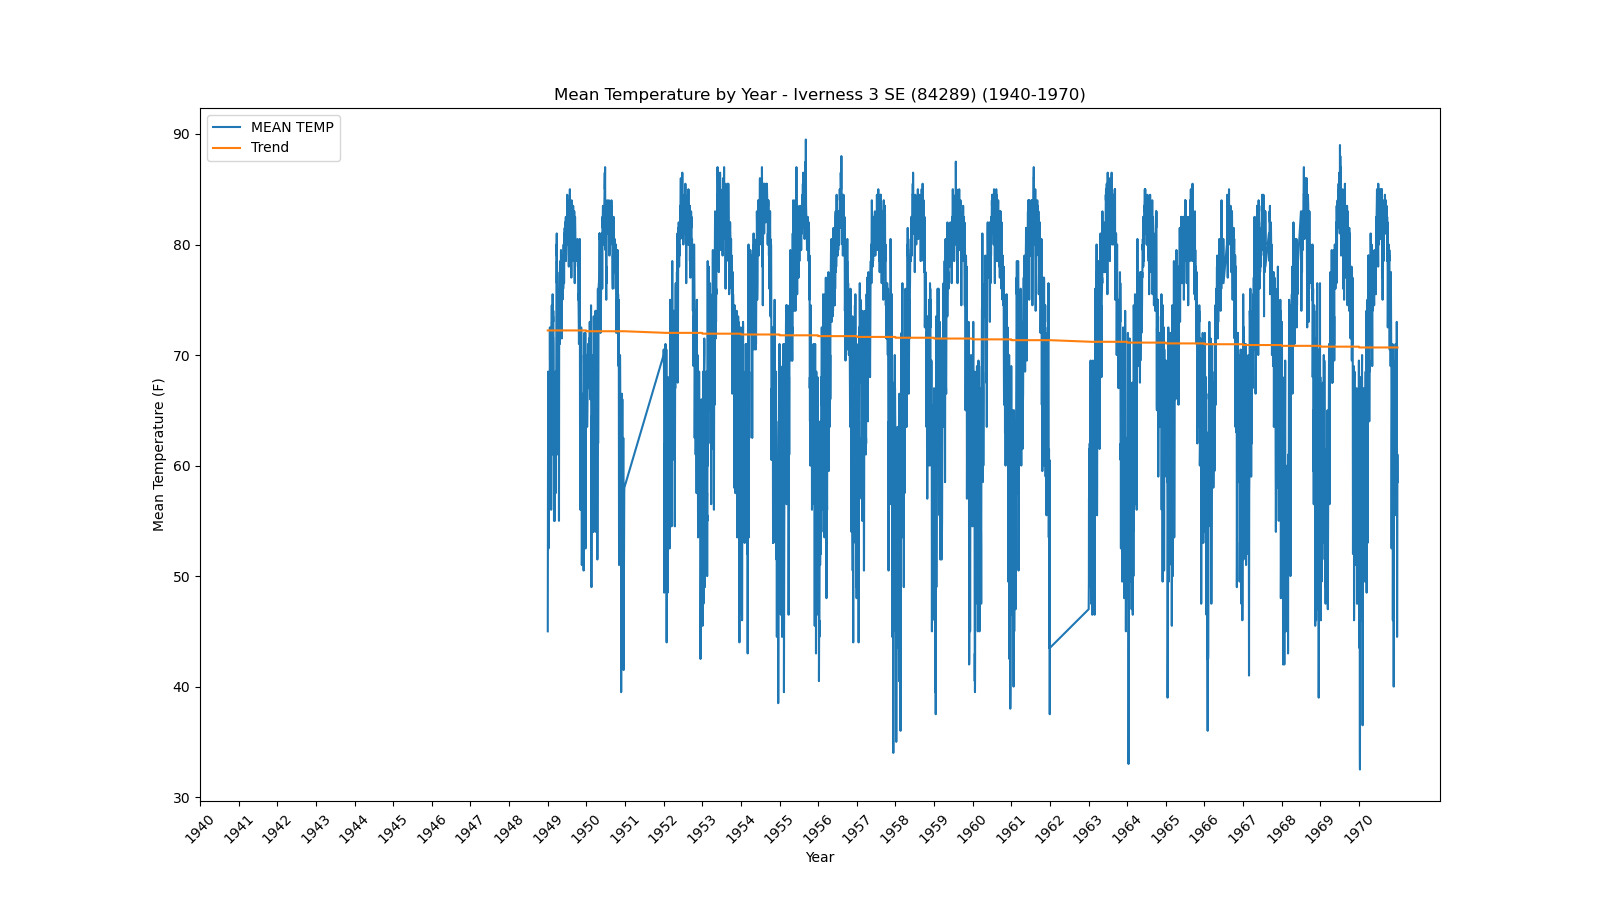 Mean Temperature by Year - Iverness 3 SE (84289) (1940-1970)
MEAN TEMP
Trend
Mean Temperature (F)
90
80
70
60
50
40
30
1940 1941 1942 1943 1944 1945 1946 1947 1948 1949 1950 1951 1952 1953 1954 1955 1956 1957 1958 1959 1960 1961 1962 1963 1964 1965 1966 1967 1968 1969 1970
Year